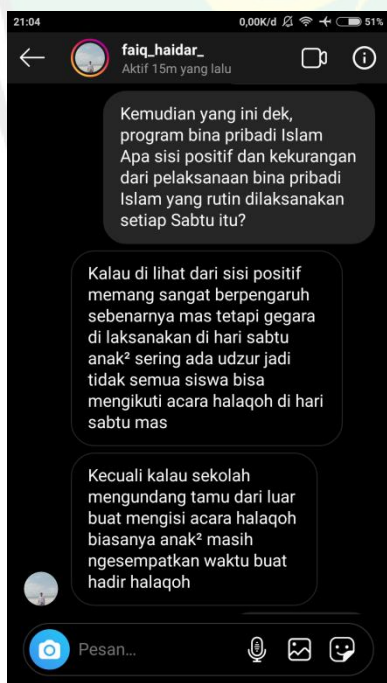 21:04 0,00K/d 51%
faiq_haidar_
Aktif 15m yang lalu
Kemudian yang ini dek,
program bina pribadi Islam
Apa sisi positif dan kekurangan
dari pelaksanaan bina pribadi
Islam yang rutin dilaksanakan
setiap Sabtu itu?
Kalau di lihat dari sisi positif
memang sangat berpengaruh
sebenarnya mas tetapi gegara
di laksanakan di hari sabtu
anak² sering ada udzur jadi
tidak semua siswa bisa
mengikuti acara halaqoh di hari
sabtu mas
Kecuali kalau sekolah
mengundang tamu dari luar
buat mengisi acara halaqoh
biasanya anak² masih
ngesempatkan waktu buat
hadir halaqoh
Pesan...